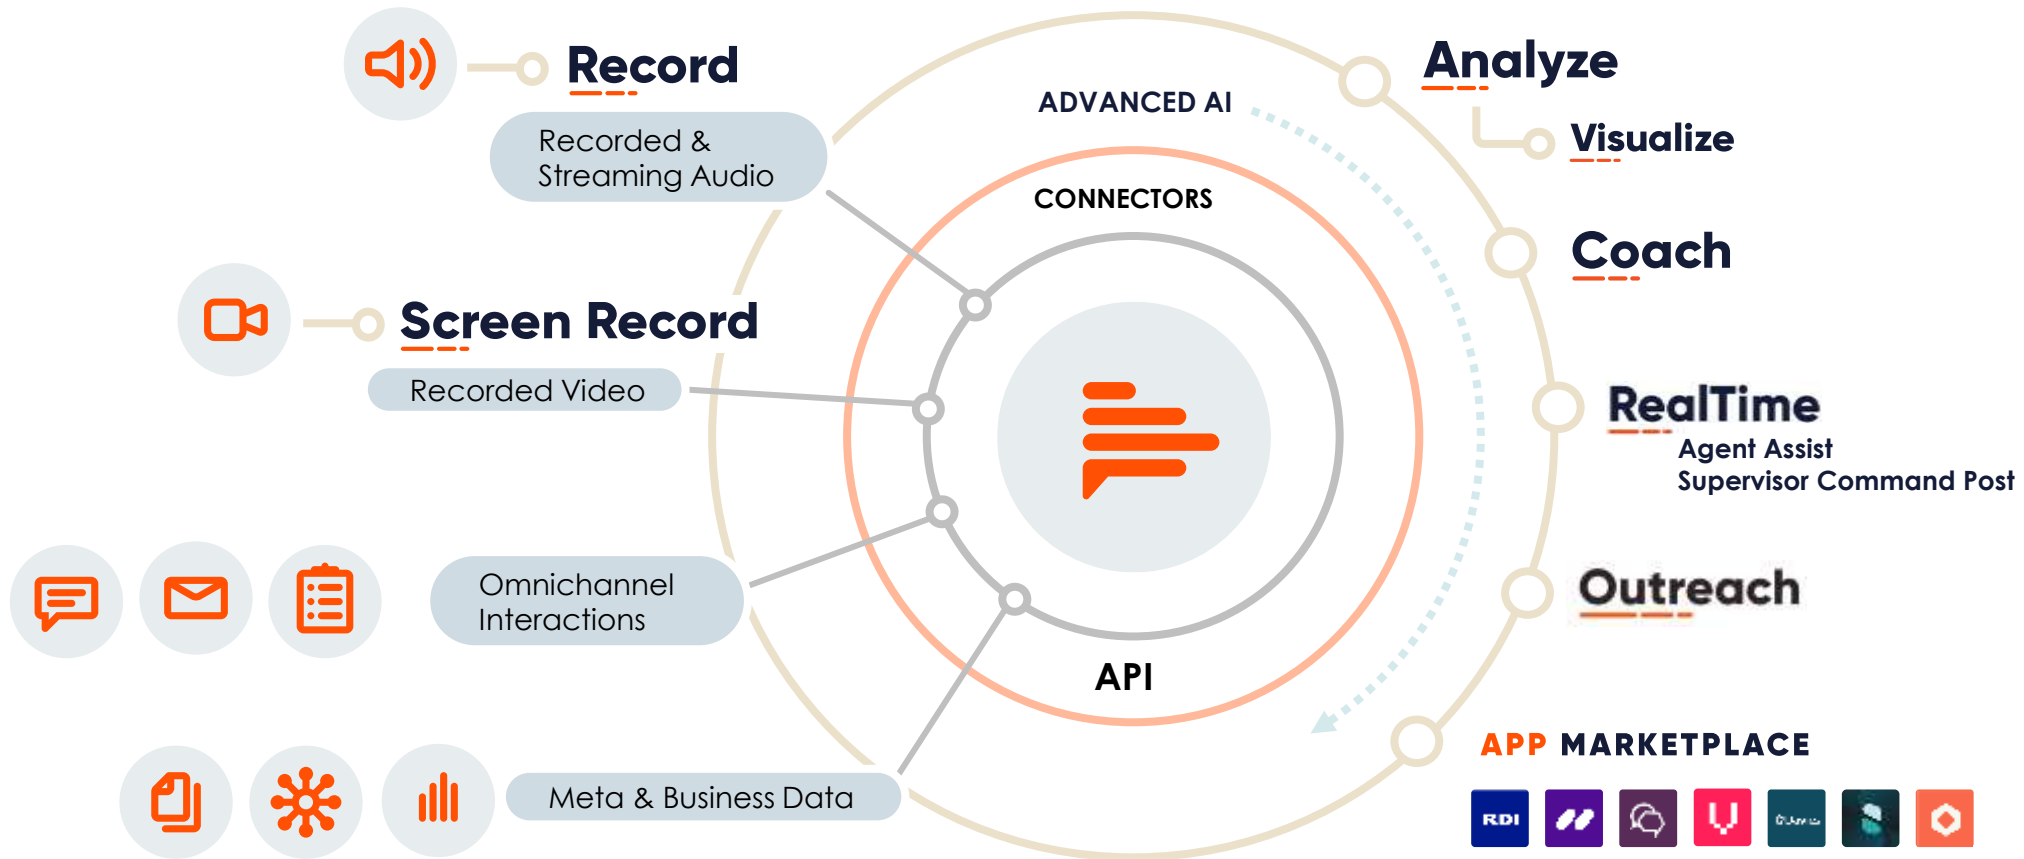 Record
Recorded &
Streaming Audio
Screen Record
Recorded Video
Omnichannel
Interactions
Meta & Business Data
ADVANCED AI
CONNECTORS
API
Analyze
Visualize
Coach
RealTime
Agent Assist
Supervisor Command Post
Outreach
APP MARKETPLACE
RDI